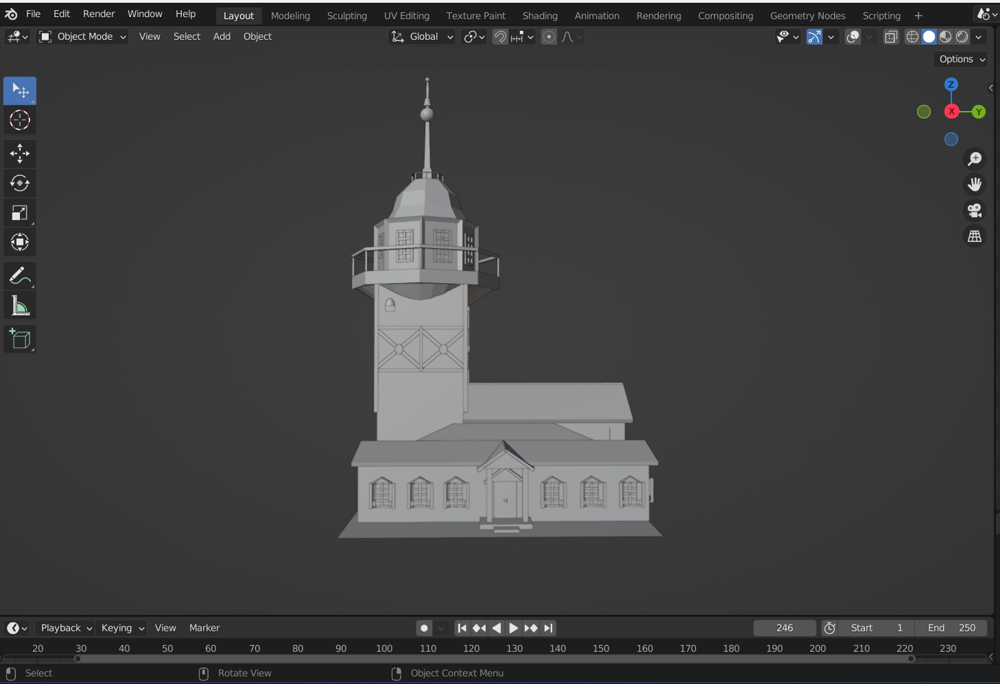 File Edit Render Window Help Layout Modeling Sculpting UV Editing Texture Paint Shading Animation Rendering Compositing Geometry Nodes Scripting +
Object Mode View Select Add Object Global
Options
Z
X Y
Playback Keying View Marker 246 Start 1 End 250
20 30 40 50 60 70 80 90 100 110 120 130 140 150 160 170 180 190 200 210 220 230
Select Rotate View Object Context Menu